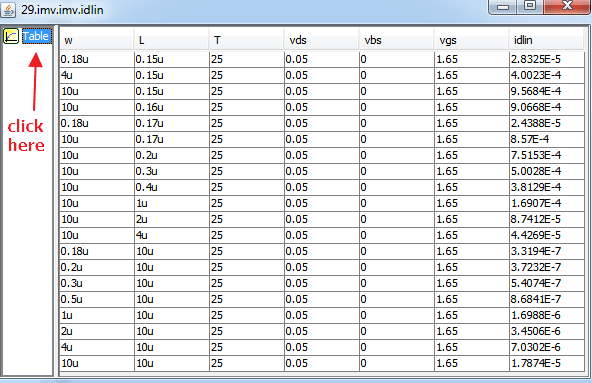 29.imv.imv.idlin
Table
click
here
w L T vds vbs vgs idlin
0.18u 0.15u 25 0.05 0 1.65 2.8325E-5
4u 0.15u 25 0.05 0 1.65 4.0023E-4
10u 0.15u 25 0.05 0 1.65 9.5684E-4
10u 0.16u 25 0.05 0 1.65 9.0668E-4
0.18u 0.17u 25 0.05 0 1.65 2.4388E-5
10u 0.17u 25 0.05 0 1.65 8.57E-4
10u 0.2u 25 0.05 0 1.65 7.5153E-4
10u 0.3u 25 0.05 0 1.65 5.0028E-4
10u 0.4u 25 0.05 0 1.65 3.8129E-4
10u 1u 25 0.05 0 1.65 1.6907E-4
10u 2u 25 0.05 0 1.65 8.7412E-5
10u 4u 25 0.05 0 1.65 4.4269E-5
0.18u 10u 25 0.05 0 1.65 3.3194E-7
0.2u 10u 25 0.05 0 1.65 3.7232E-7
0.3u 10u 25 0.05 0 1.65 5.4074E-7
0.5u 10u 25 0.05 0 1.65 8.6841E-7
1u 10u 25 0.05 0 1.65 1.6988E-6
2u 10u 25 0.05 0 1.65 3.4506E-6
4u 10u 25 0.05 0 1.65 7.0302E-6
10u 10u 25 0.05 0 1.65 1.7874E-5